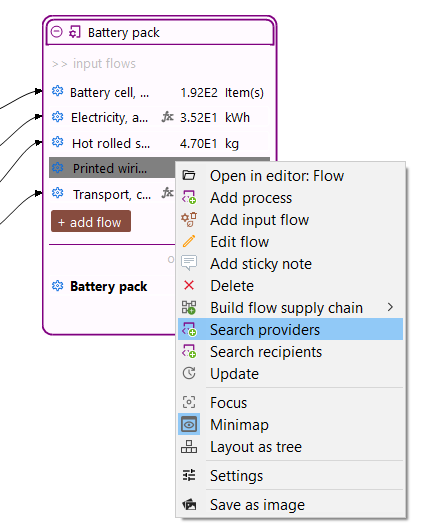 Battery pack
>> input flows
Battery cell, ... 1.92E2 Item(s)
Electricity, a... fx 3.52E1 kWh
Hot rolled s... 4.70E1 kg
Printed wiri...
Transport, c... fx
+ add flow
Battery pack
Open in editor: Flow
Add process
Add input flow
Edit flow
Add sticky note
Delete
Build flow supply chain
Search providers
Search recipients
Update
Focus
Minimap
Layout as tree
Settings
Save as image